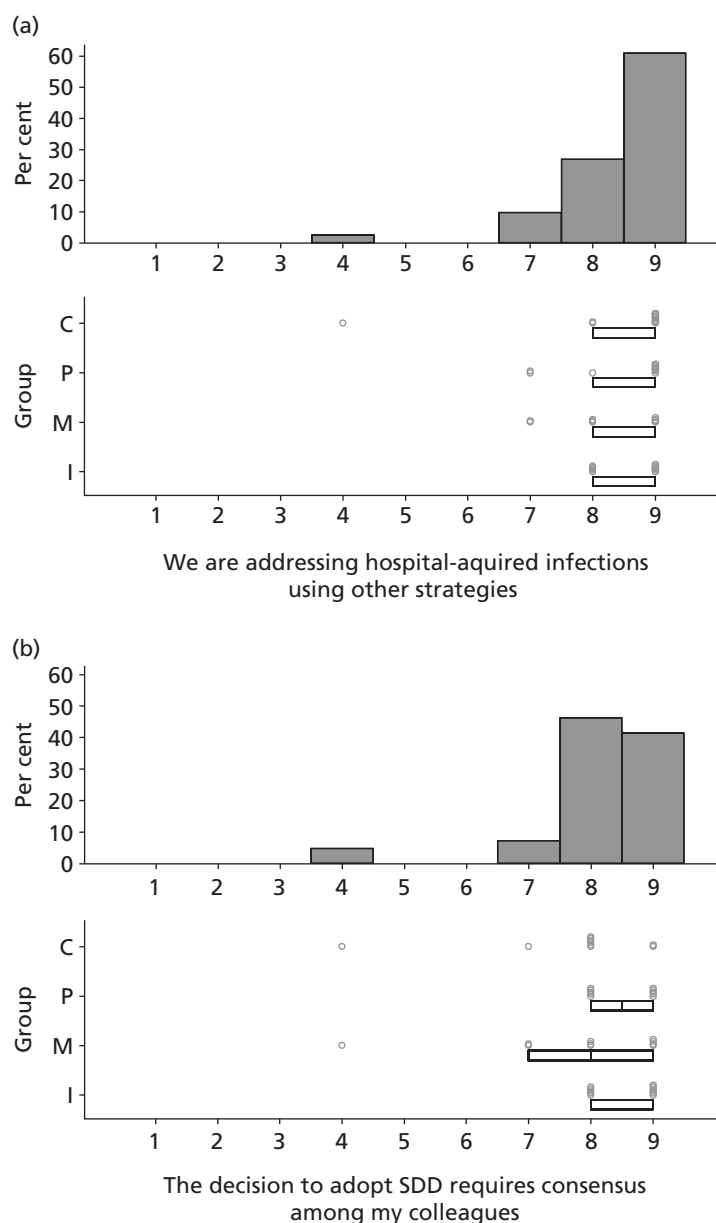 (a)
60
50
40
30
20
10
0
Per cent
1 2 3 4 5 6 7 8 9
C
P
M
I
Group
1 2 3 4 5 6 7 8 9
We are addressing hospital-aquired infections
using other strategies
(b)
60
50
40
30
20
10
0
Per cent
1 2 3 4 5 6 7 8 9
C
P
M
I
Group
1 2 3 4 5 6 7 8 9
The decision to adopt SDD requires consensus
among my colleagues